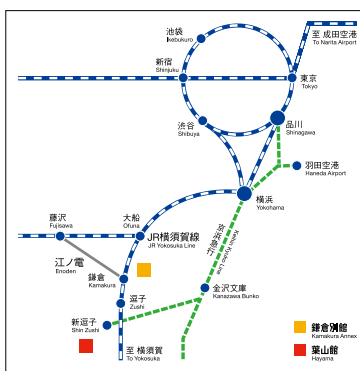 至 成田空港
To Narita Airport
池袋
Ikebukuro
新宿
Shinjuku
東京
Tokyo
渋谷
Shibuya
品川
Shinagawa
羽田空港
Haneda Airport
横浜
Yokohama
藤沢
Fujisawa
大船
Ofuna
JR横須賀線
JR Yokosuka Line
京浜急行
Keihin Kyuko Line
江ノ電
Enoden
鎌倉
Kamakura
逗子
Zushi
金沢文庫
Kanazawa Bunko
新逗子
Shin Zushi
至 横須賀
To Yokosuka
鎌倉別館
Kamakura Annex
葉山館
Hayama